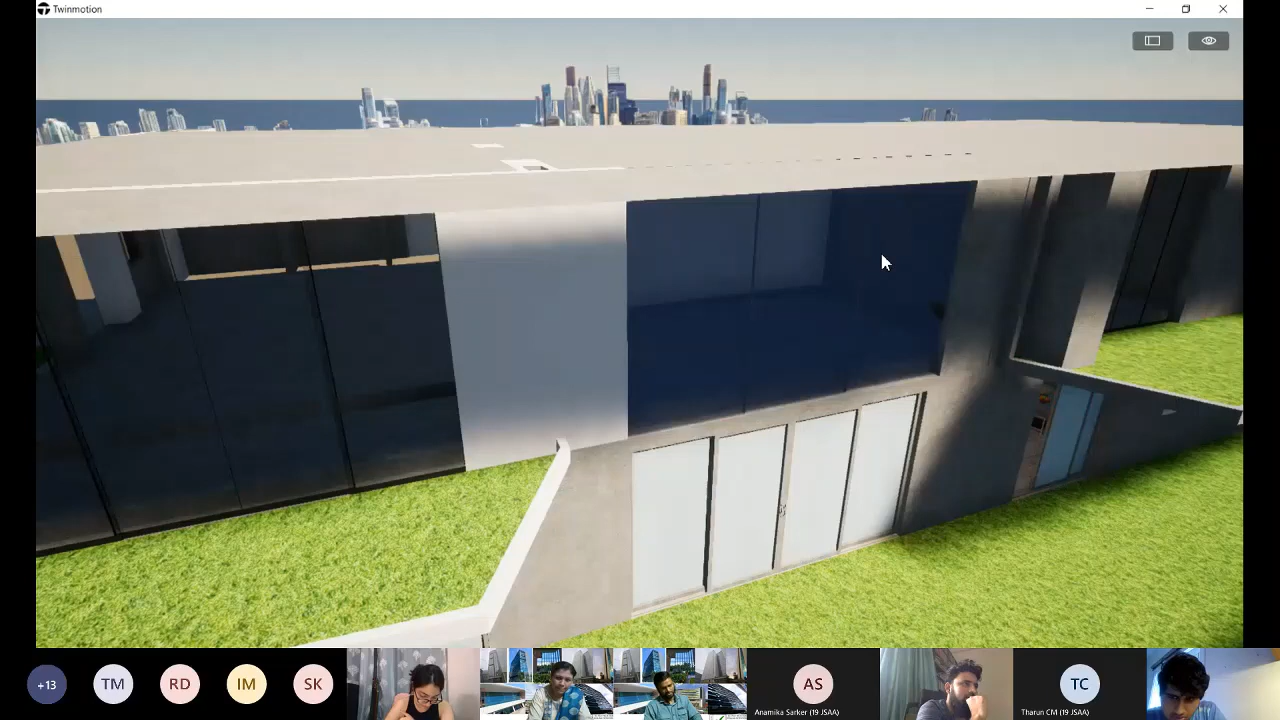 Twinmotion
+13
TM
RD
IM
SK
AS
Anamika Sarker (19 JSAA)
TC
Tharun CM (19 JSAA)